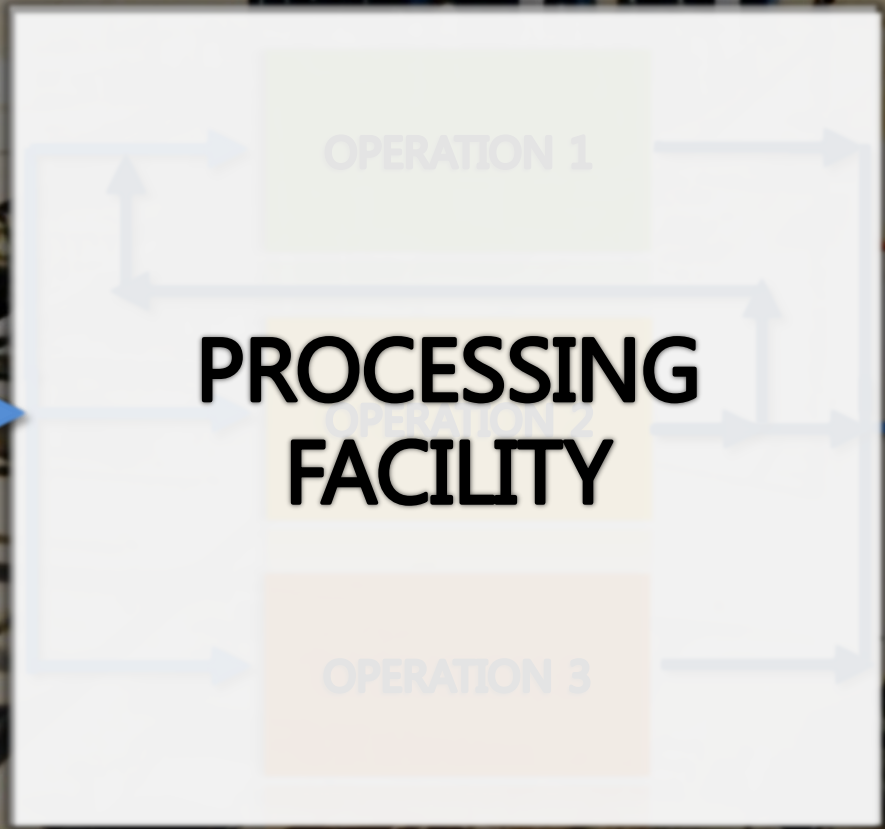 OPERATION 1
PROCESSING
OPERATION 2
FACILITY
OPERATION 3